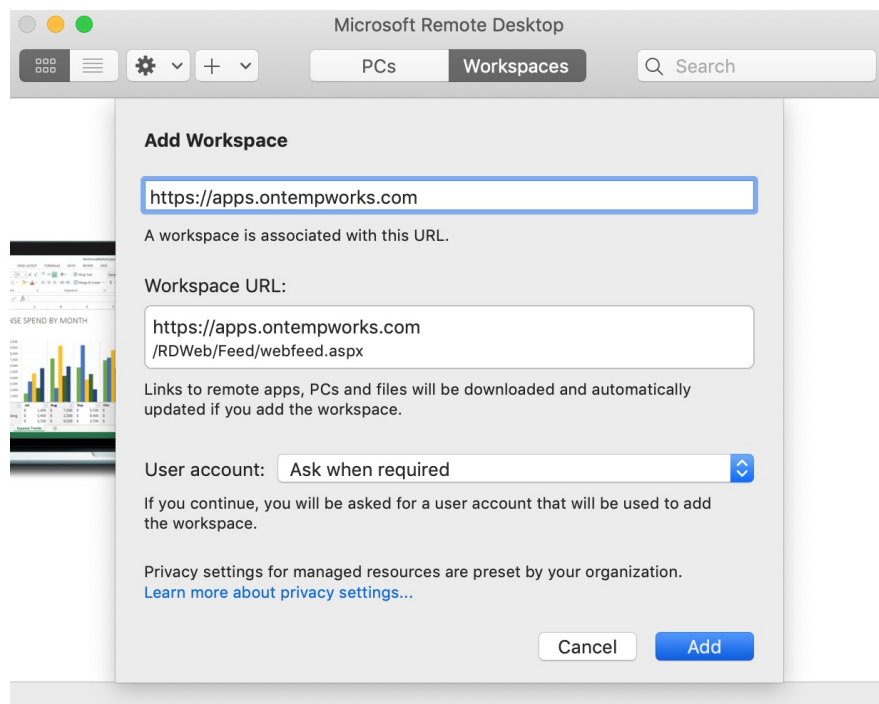 Microsoft Remote Desktop
PCs
Workspaces
Search
Add Workspace
https://apps.ontempworks.com
A workspace is associated with this URL.
Workspace URL:
https://apps.ontempworks.com
/RDWeb/Feed/webfeed.aspx
Links to remote apps, PCs and files will be downloaded and automatically
updated if you add the workspace.
User account: Ask when required
If you continue, you will be asked for a user account that will be used to add
the workspace.
Privacy settings for managed resources are preset by your organization.
Learn more about privacy settings...
Cancel
Add
NSE SPEND BY MONTH